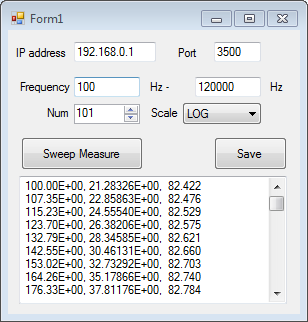 Form1
IP address 192.168.0.1 Port 3500
Frequency 100 Hz - 120000 Hz
Num 101 Scale LOG
Sweep Measure Save
100.00E+00, 21.28326E+00, 82.422
107.35E+00, 22.85863E+00, 82.476
115.23E+00, 24.55540E+00, 82.529
123.70E+00, 26.38206E+00, 82.575
132.79E+00, 28.34585E+00, 82.621
142.55E+00, 30.46131E+00, 82.660
153.02E+00, 32.73292E+00, 82.703
164.26E+00, 35.17866E+00, 82.740
176.33E+00, 37.81176E+00, 82.784